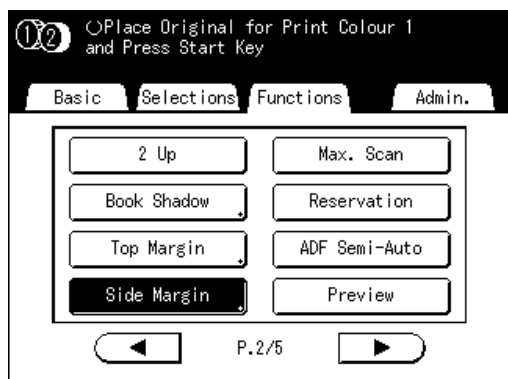 ①② ⟳Place Original for Print Colour 1
and Press Start Key
Basic Selections Functions Admin.
2 Up Max. Scan
Book Shadow Reservation
Top Margin ADF Semi-Auto
Side Margin Preview
◀ P.2/5 ▶